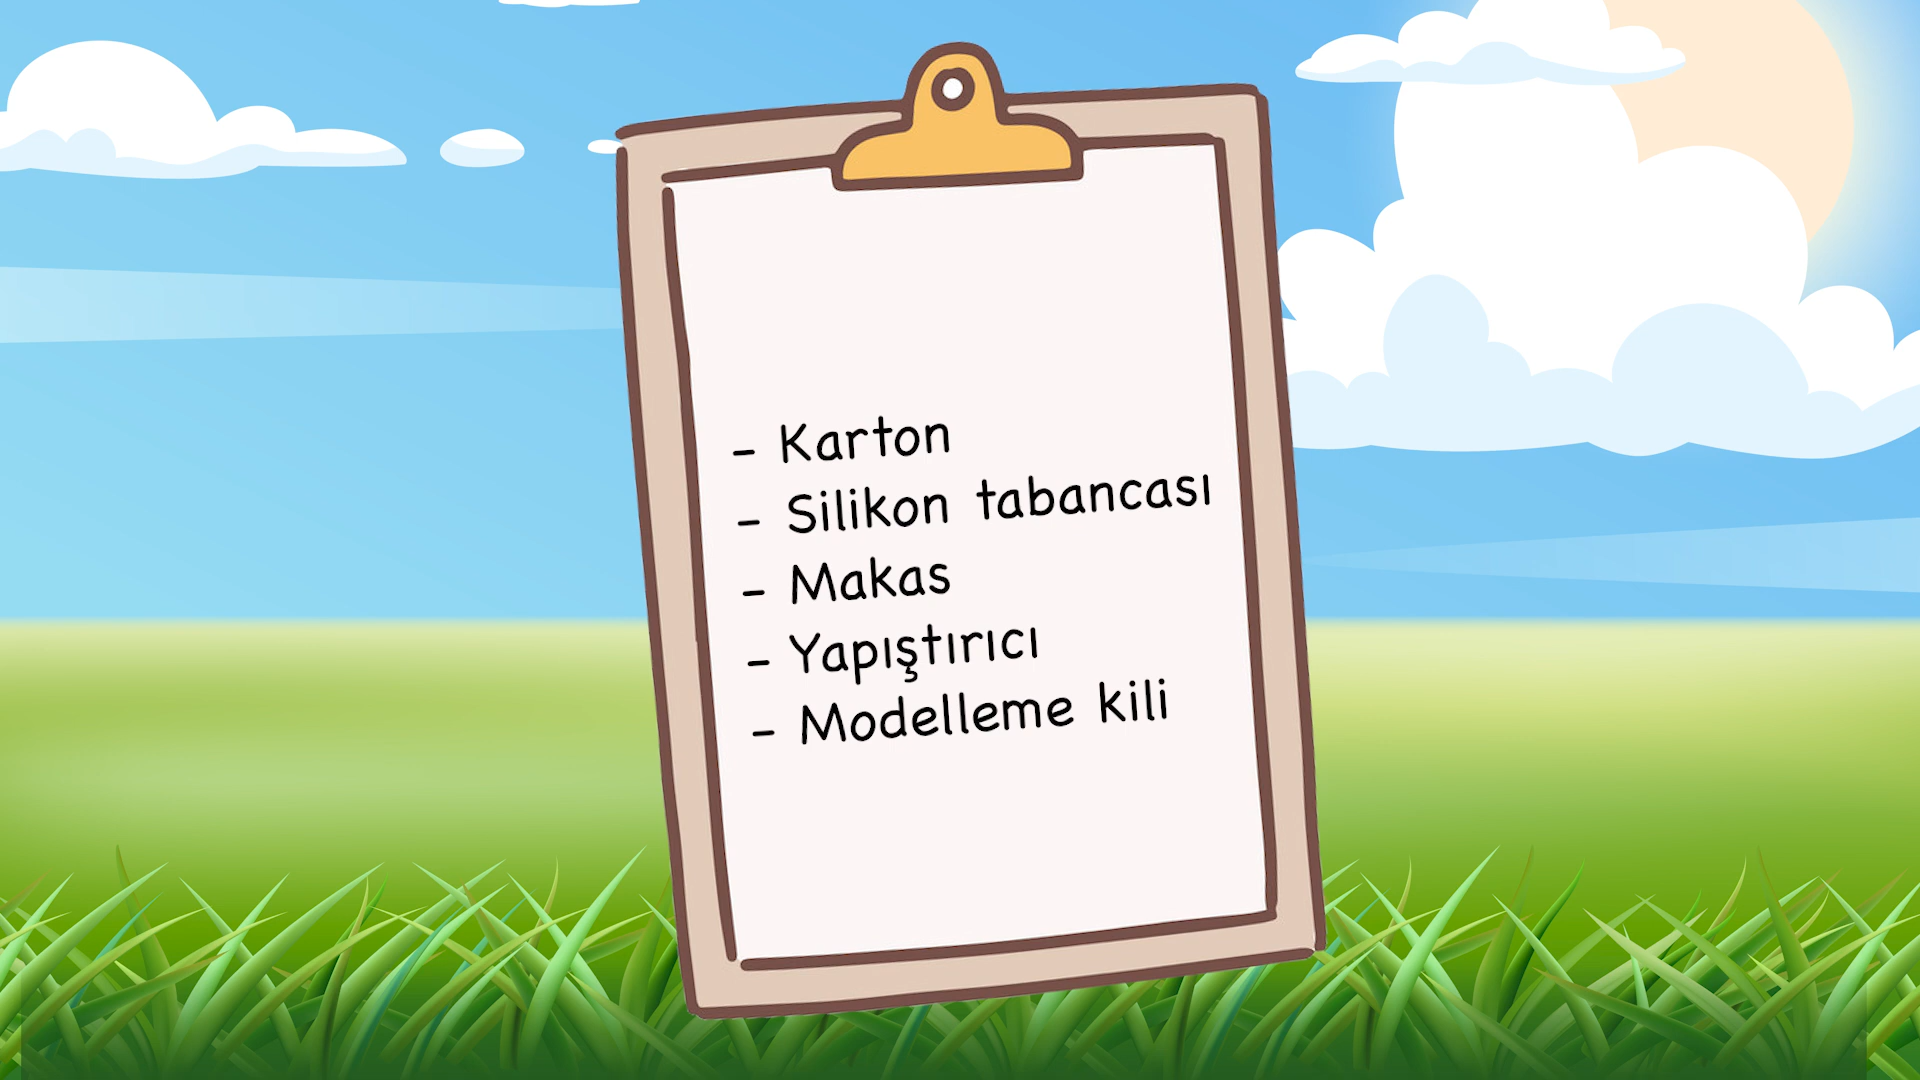 - Karton
- Silikon tabancası
- Makas
- Yapıştırıcı
- Modelleme kili